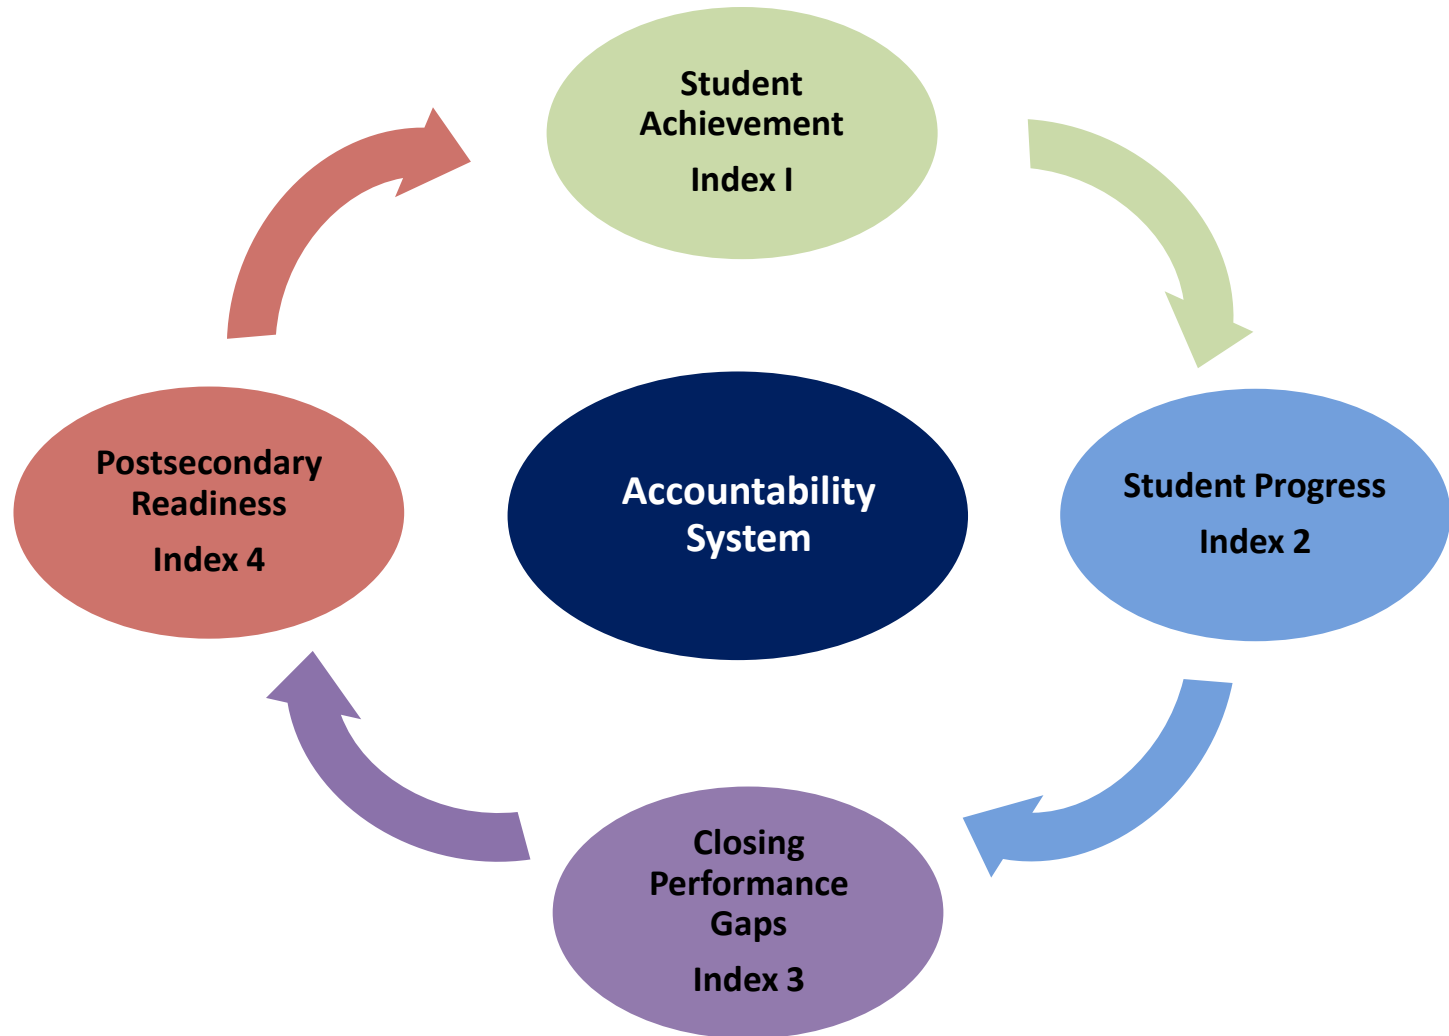 Student
Achievement
Index I
Postsecondary
Readiness
Index 4
Accountability
System
Student Progress
Index 2
Closing
Performance
Gaps
Index 3